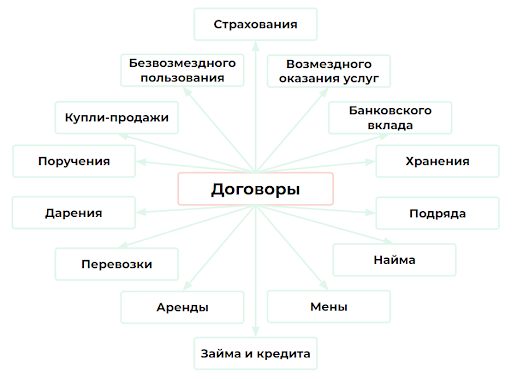 Страхования
Безвозмездного
пользования
Возмездного
оказания услуг
Купли-продажи
Банковского
вклада
Поручения
Хранения
Договоры
Дарения
Подряда
Перевозки
Найма
Аренды
Мены
Займа и кредита